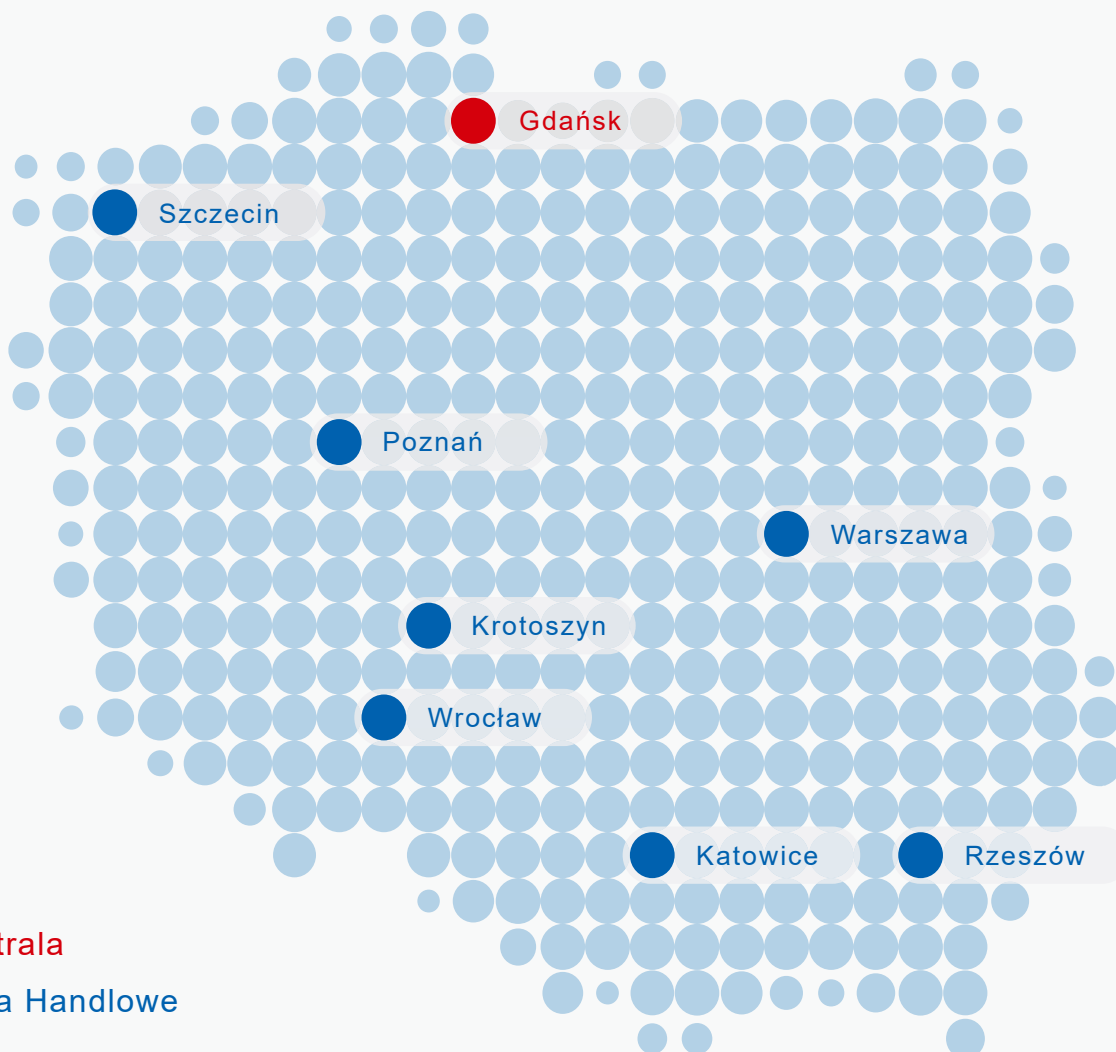 Gdańsk
Szczecin
Poznań
Warszawa
Krotoszyn
Wrocław
Katowice
Rzeszów
trala
a Handlowe